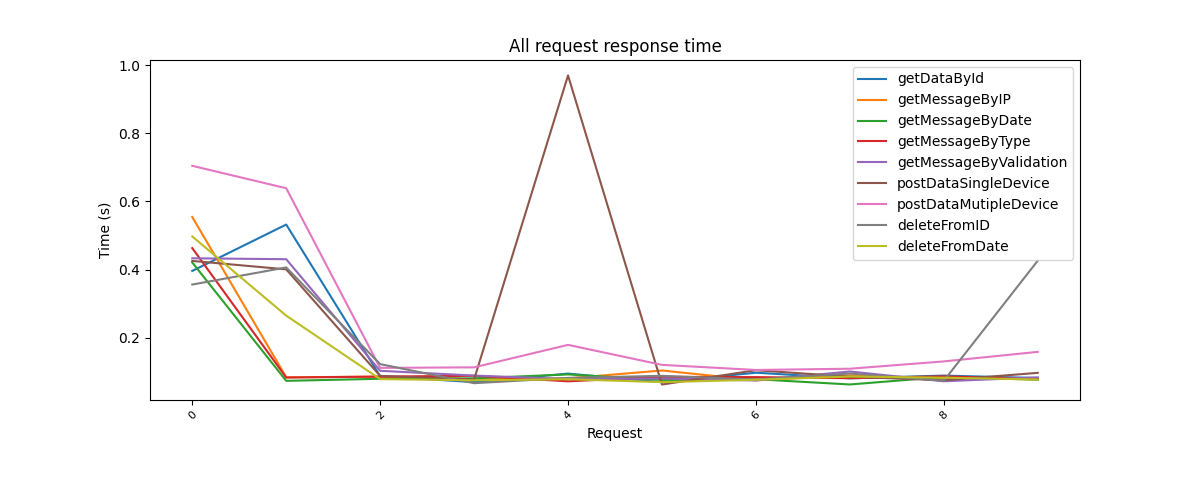 All request response time
1.0
0.8
0.6
0.4
0.2
Time (s)
getDataById
getMessageByIP
getMessageByDate
getMessageByType
getMessageByValidation
postDataSingleDevice
postDataMutipleDevice
deleteFromID
deleteFromDate
0
2
4
6
8
Request